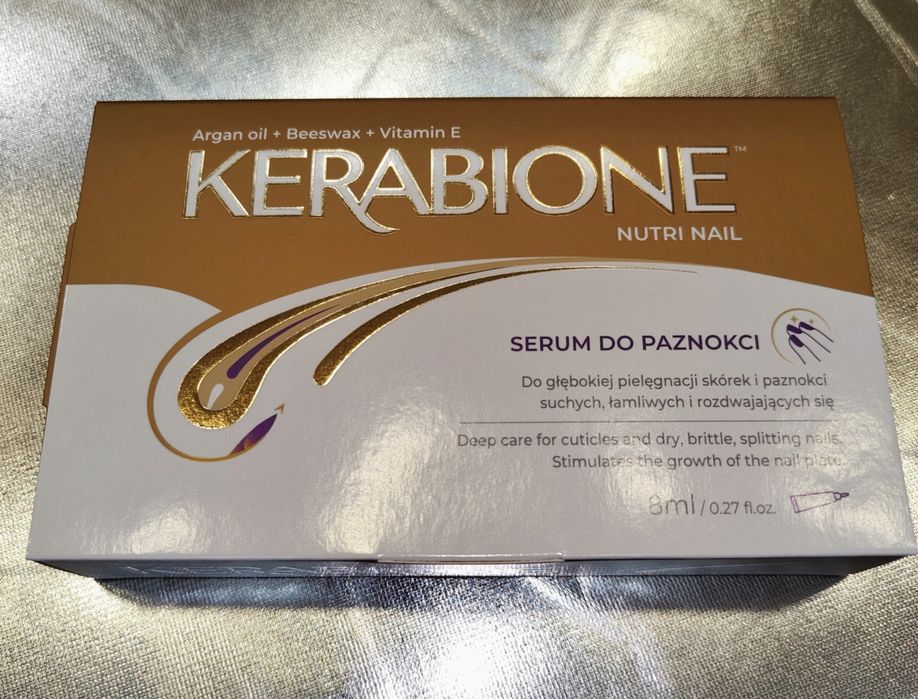 Argan oil + Beeswax + Vitamin E
KERABIONE™
NUTRI NAIL
SERUM DO PAZNOKCI
Do głębokiej pielęgnacji skórek i paznokci
suchych, łamliwych i rozdwajających się
Deep care for cuticles and dry, brittle, splitting nails.
Stimulates the growth of the nail plate
8ml / 0.27 fl.oz.